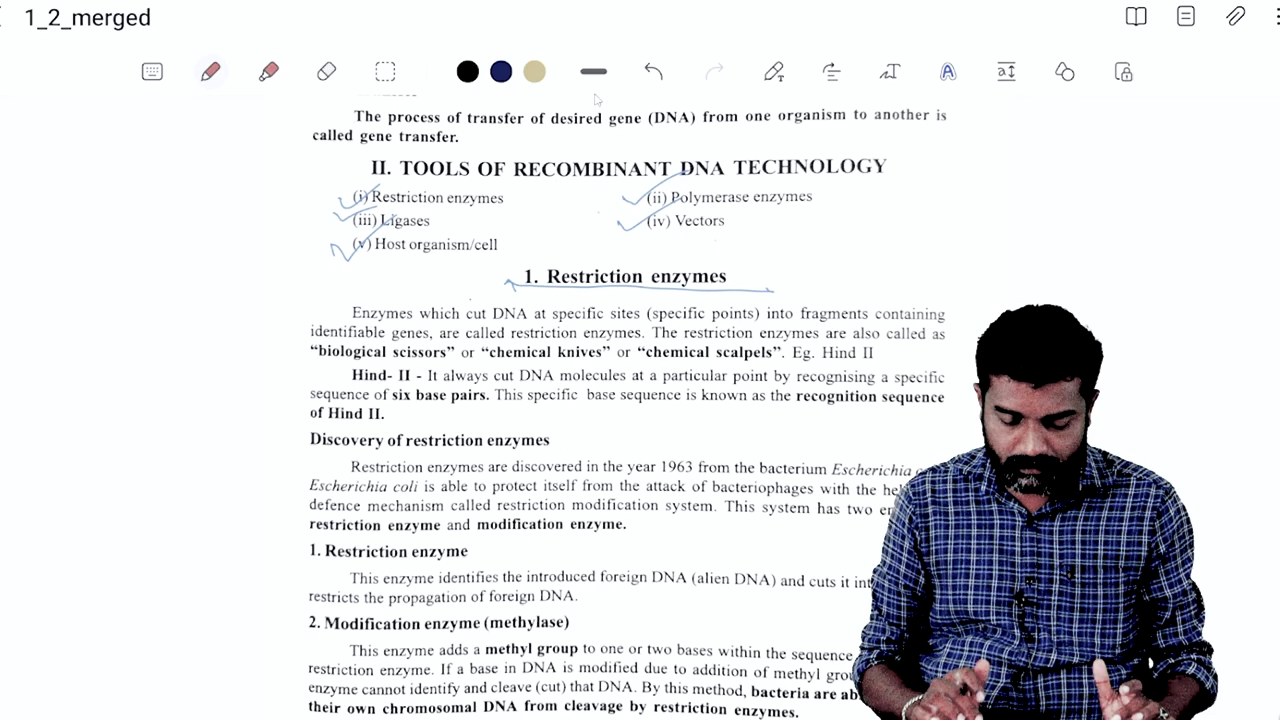 1_2_merged
The process of transfer of desired gene (DNA) from one organism to another is
called gene transfer.
II. TOOLS OF RECOMBINANT DNA TECHNOLOGY
(i) Restriction enzymes (ii) Polymerase enzymes
(iii) Ligases (iv) Vectors
(v) Host organism/cell
1. Restriction enzymes
Enzymes which cut DNA at specific sites (specific points) into fragments containing
identifiable genes, are called restriction enzymes. The restriction enzymes are also called as
“biological scissors” or “chemical knives” or “chemical scalpels”. Eg. Hind II
Hind- II - It always cut DNA molecules at a particular point by recognising a specific
sequence of six base pairs. This specific base sequence is known as the recognition sequence
of Hind II.
Discovery of restriction enzymes
Restriction enzymes are discovered in the year 1963 from the bacterium Escherichia
Escherichia coli is able to protect itself from the attack of bacteriophages with the
defence mechanism called restriction modification system. This system has two
restriction enzyme and modification enzyme.
1. Restriction enzyme
This enzyme identifies the introduced foreign DNA (alien DNA) and cuts it
restricts the propagation of foreign DNA.
2. Modification enzyme (methylase)
This enzyme adds a methyl group to one or two bases within the sequence
restriction enzyme. If a base in DNA is modified due to addition of methyl
enzyme cannot identify and cleave (cut) that DNA. By this method, bacteria are
their own chromosomal DNA from cleavage by restriction enzymes.